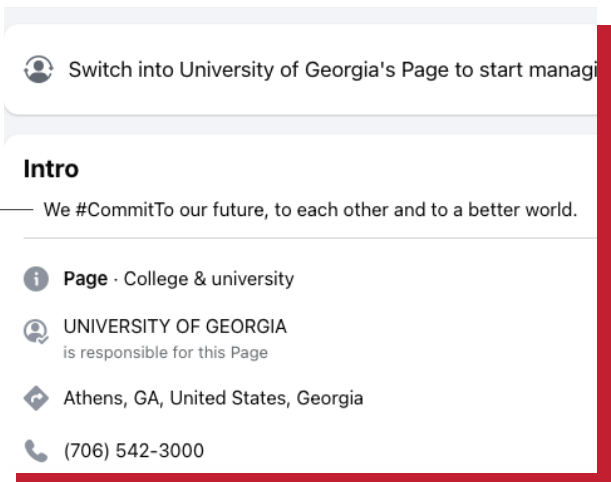 Switch into University of Georgia's Page to start managi
Intro
We #CommitTo our future, to each other and to a better world.
Page · College & university
UNIVERSITY OF GEORGIA
is responsible for this Page
Athens, GA, United States, Georgia
(706) 542-3000